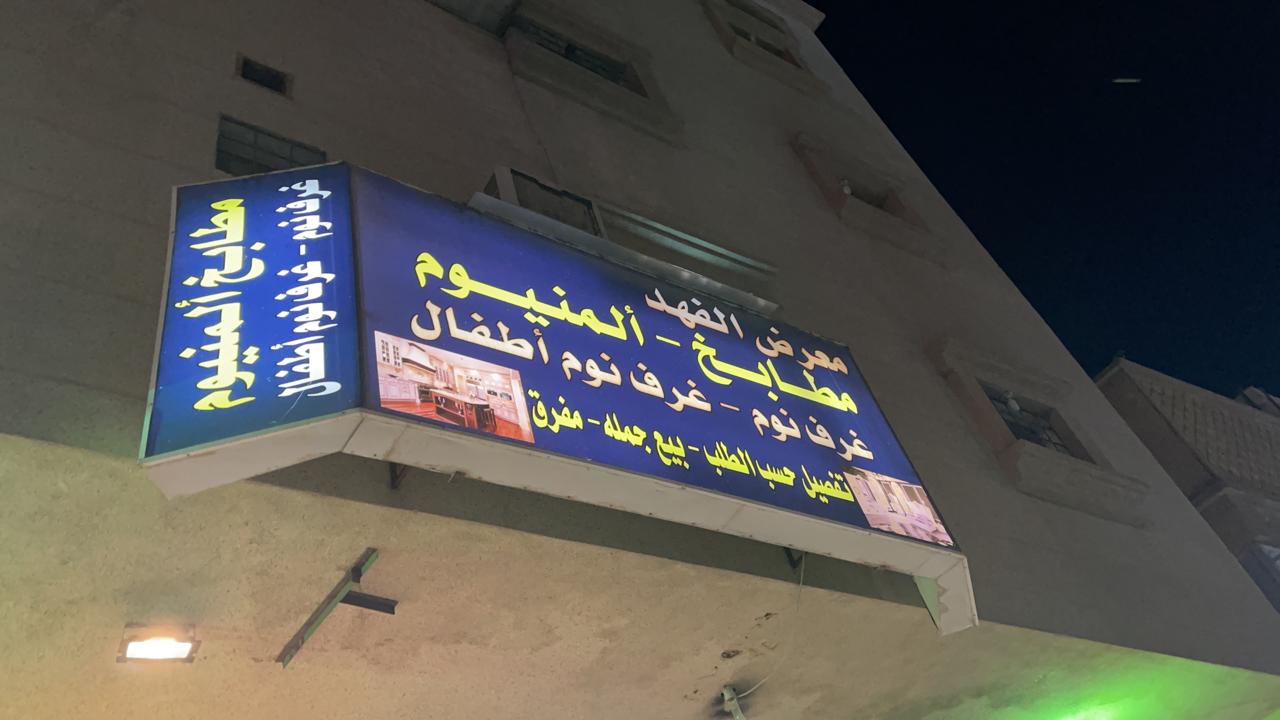 معرض الفهد
مطابخ - ألمنيوم
غرف نوم - غرف نوم أطفال
تفصيل حسب الطلب - بيع جمله - مفرق
مطابخ ألمنيوم
غرف نوم - غرف نوم أطفال